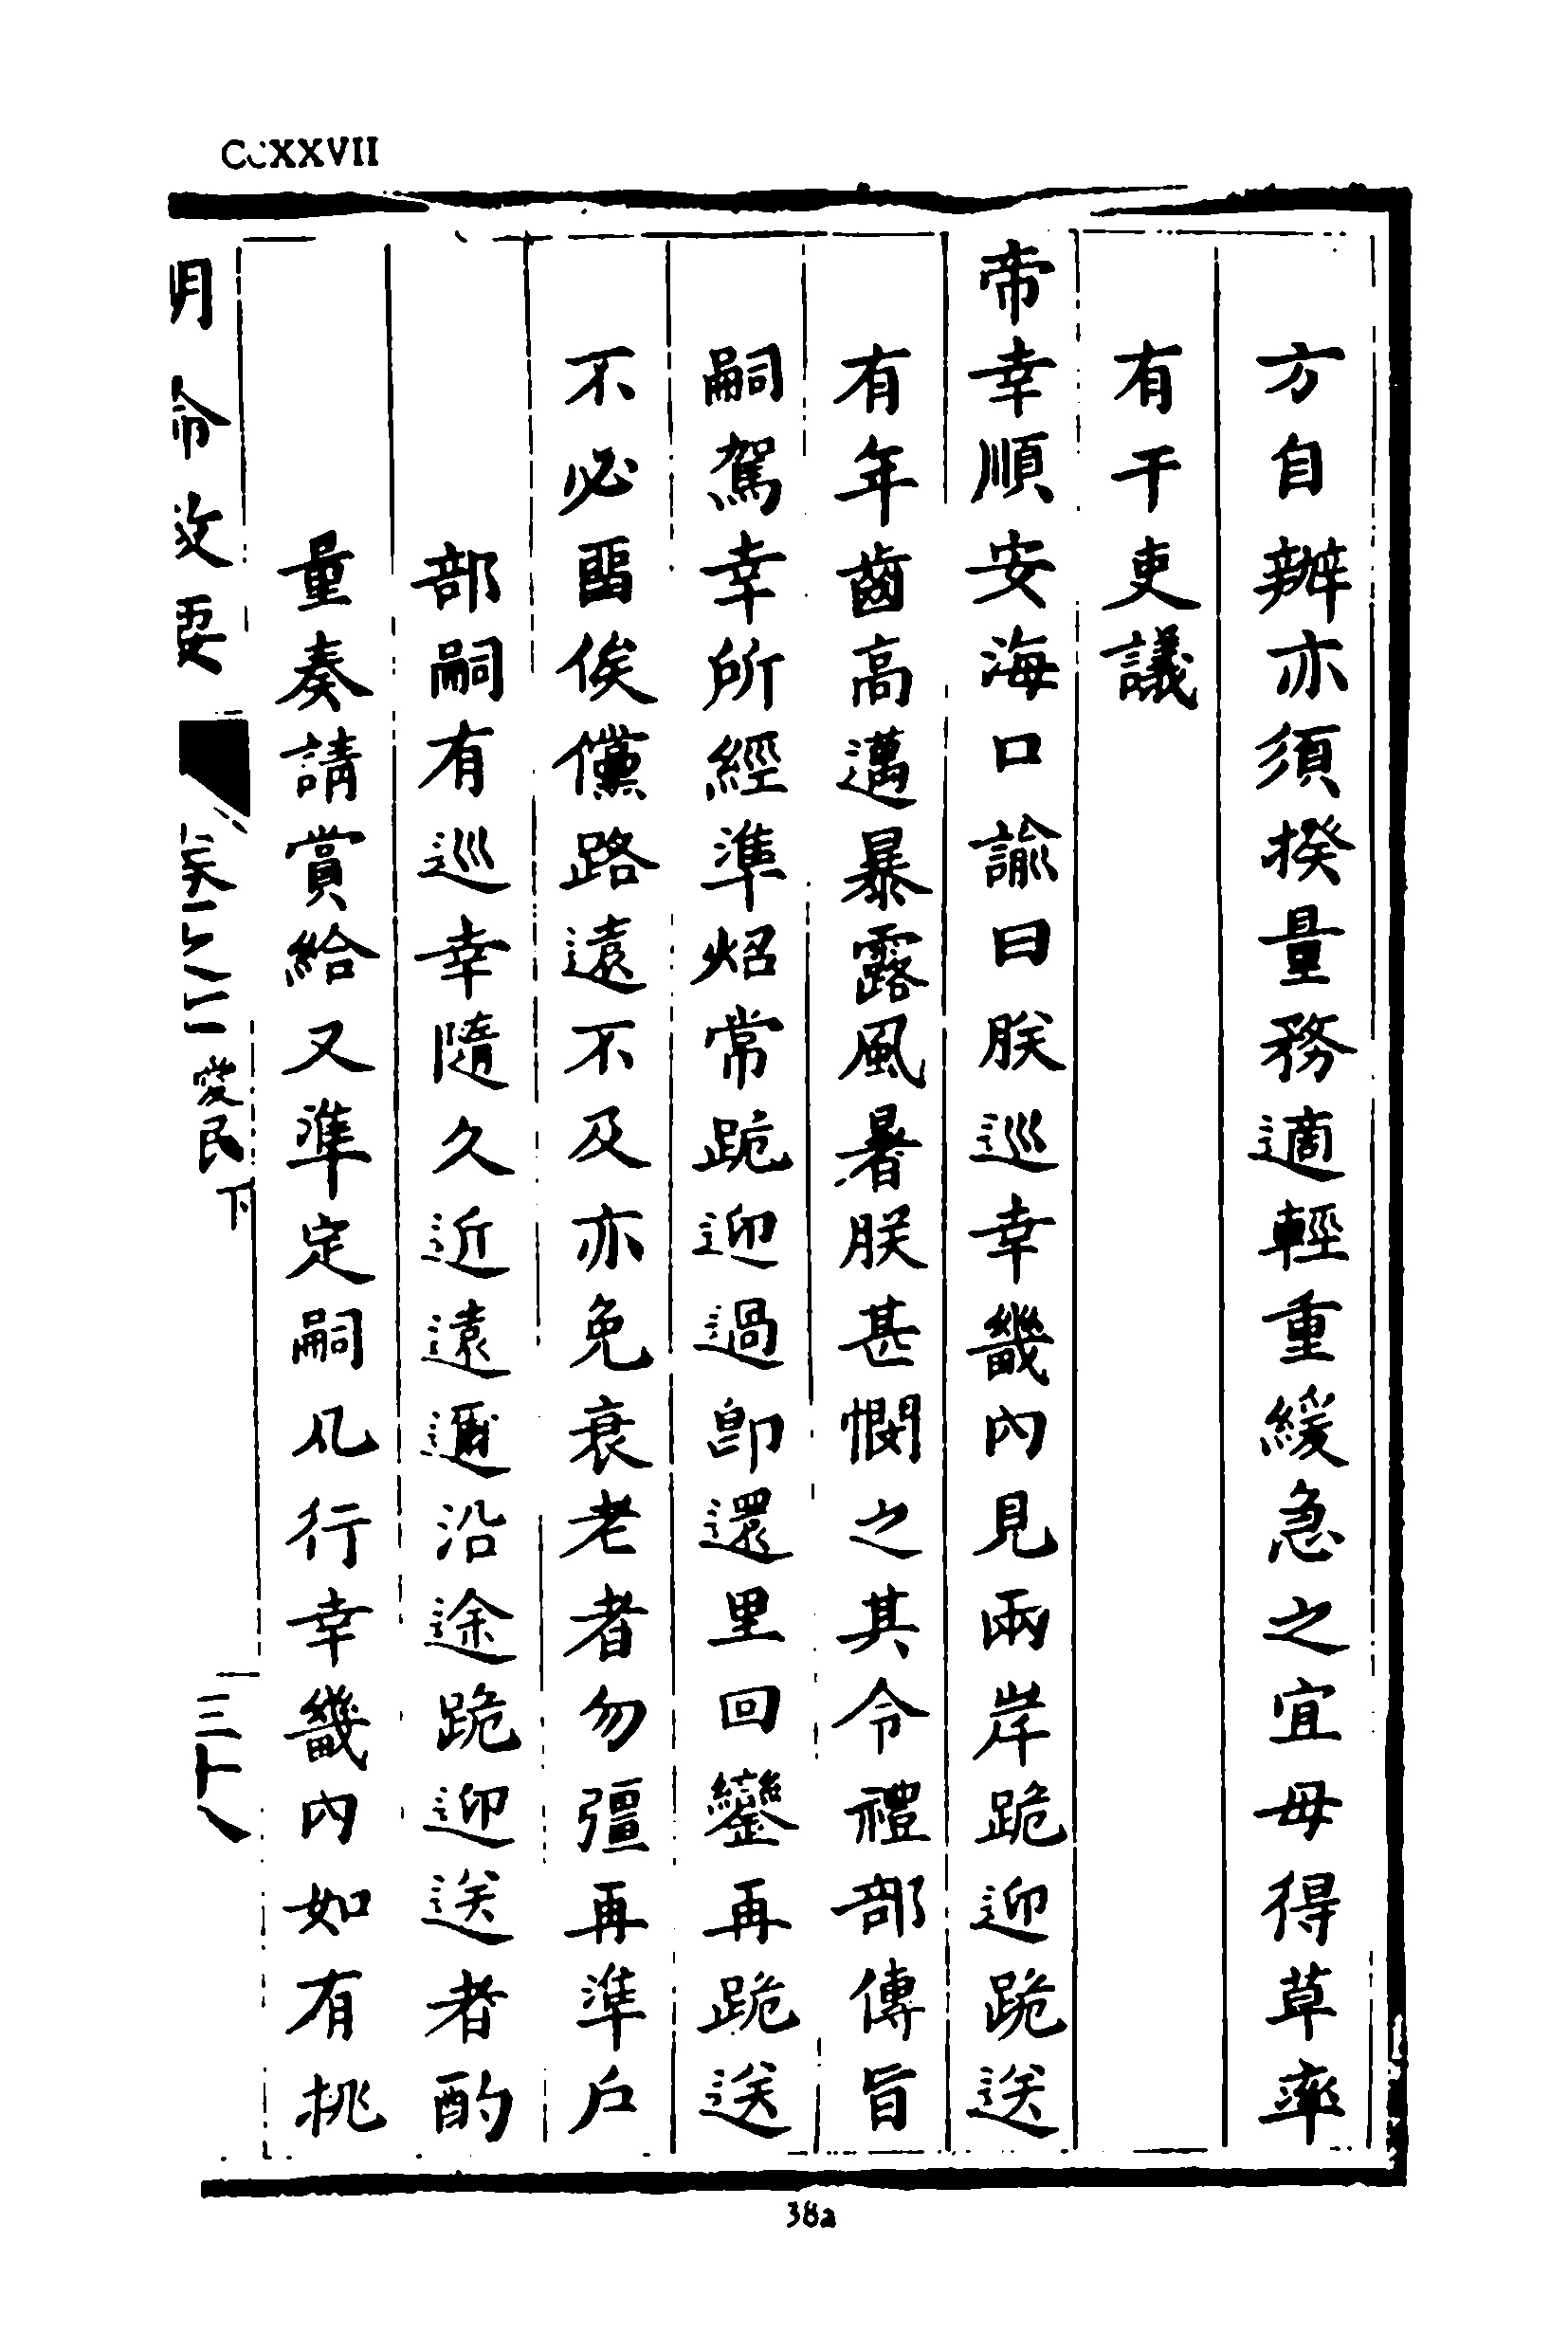 CCXXVII
方自辦亦須揆量務適輕重緩急之宜毋得草率
有干吏議
帝幸順安海口諭曰朕巡幸畿內見兩岸跪迎跪送
有年齒高邁暴露風暑朕甚憫之其令禮部傳旨
嗣駕幸所經準炤常跪迎過卽還里回鑾再跪送
不必畱俟儻路遠不及亦免衰老者勿彊再準戶
部嗣有巡幸隨久近遠邇沿途跪迎送者酌
量奏請賞給又準定嗣凡行幸畿內如有挑
明命政要
卷之十二 愛民下
三十八
38a